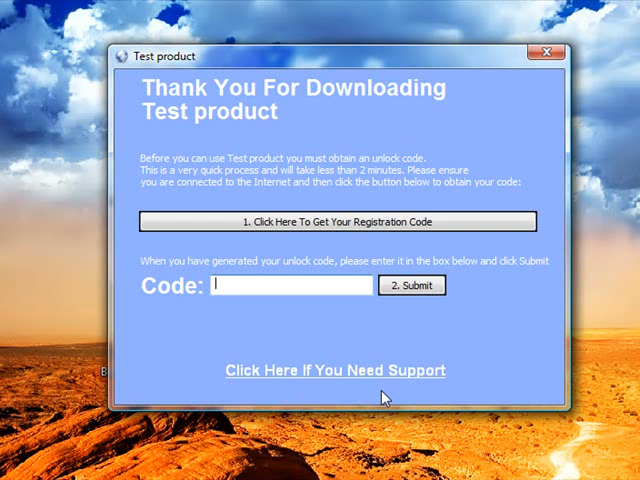 Test product
Thank You For Downloading
Test product
Before you can use Test product you must obtain an unlock code.
This is a very quick process and will take less than 2 minutes. Please ensure
you are connected to the Internet and then click the button below to obtain your code:
1. Click Here To Get Your Registration Code
When you have generated your unlock code, please enter it in the box below and click Submit
Code:
2. Submit
Click Here If You Need Support